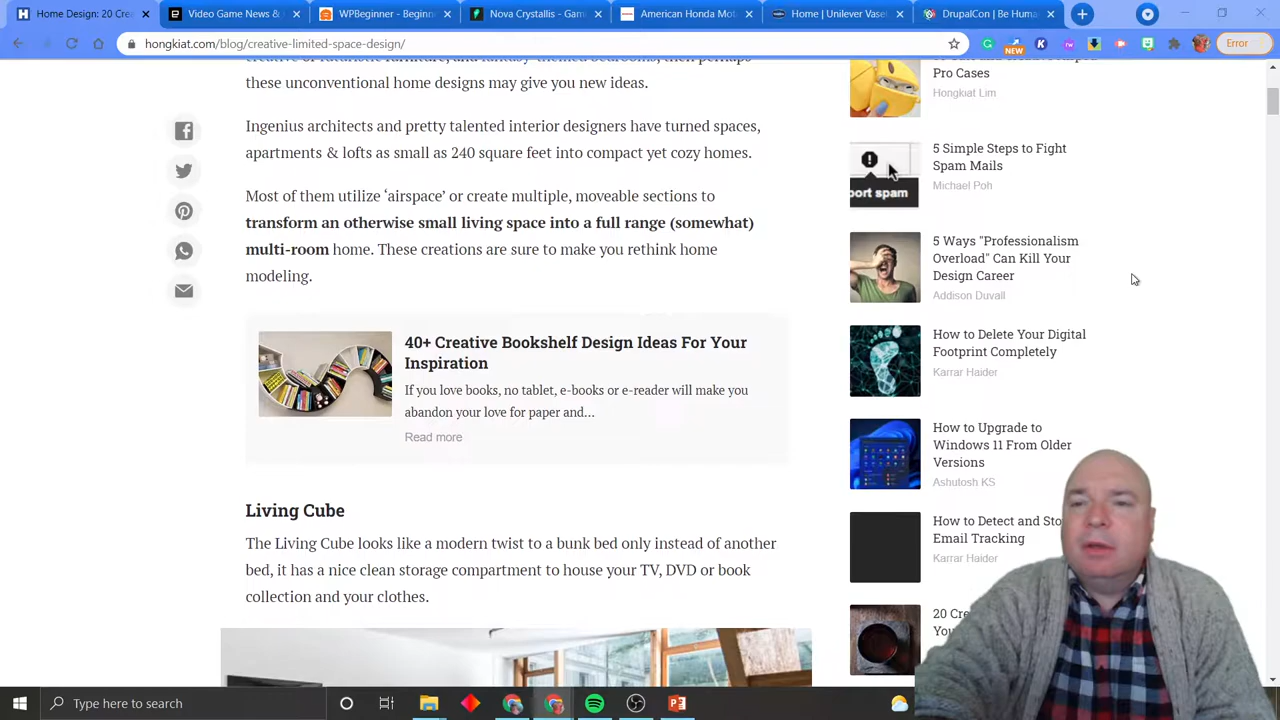 Home Design: 20 Crea
Video Game News &
WPBeginner - Beginner
Nova Crystallis - Gami
American Honda Mot
Home | Unilever Vase
DrupalCon | Be Huma
hongkiat.com/blog/creative-limited-space-design/
NEW
Error
these unconventional home designs may give you new ideas.
Ingenius architects and pretty talented interior designers have turned spaces,
apartments & lofts as small as 240 square feet into compact yet cozy homes.
Most of them utilize ‘airspace’ or create multiple, moveable sections to
transform an otherwise small living space into a full range (somewhat)
multi-room home. These creations are sure to make you rethink home
modeling.
40+ Creative Bookshelf Design Ideas For Your
Inspiration
If you love books, no tablet, e-books or e-reader will make you
abandon your love for paper and...
Read more
Living Cube
The Living Cube looks like a modern twist to a bunk bed only instead of another
bed, it has a nice clean storage compartment to house your TV, DVD or book
collection and your clothes.
Pro Cases
Hongkiat Lim
port spam
5 Simple Steps to Fight
Spam Mails
Michael Poh
5 Ways "Professionalism
Overload" Can Kill Your
Design Career
Addison Duvall
How to Delete Your Digital
Footprint Completely
Karrar Haider
How to Upgrade to
Windows 11 From Older
Versions
Ashutosh KS
How to Detect and Sto
Email Tracking
Karrar Haider
20 Cre
You
Type here to search